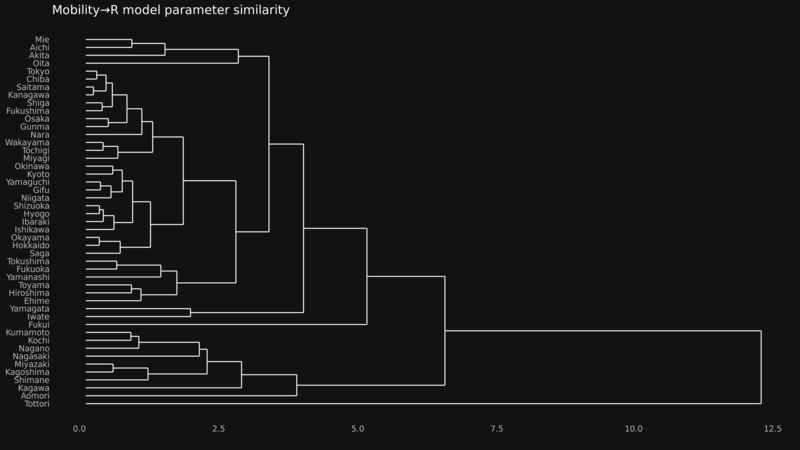 Mobility→R model parameter similarity
Mie
Aichi
Akita
Oita
Tokyo
Chiba
Saitama
Kanagawa
Shiga
Fukushima
Osaka
Gunma
Nara
Wakayama
Tochigi
Miyagi
Okinawa
Kyoto
Yamaguchi
Gifu
Niigata
Shizuoka
Hyogo
Ibaraki
Ishikawa
Okayama
Hokkaido
Saga
Tokushima
Fukuoka
Yamanashi
Toyama
Hiroshima
Ehime
Yamagata
Iwate
Fukui
Kumamoto
Kochi
Nagano
Nagasaki
Miyazaki
Kagoshima
Shimane
Kagawa
Aomori
Tottori
0.0 2.5 5.0 7.5 10.0 12.5